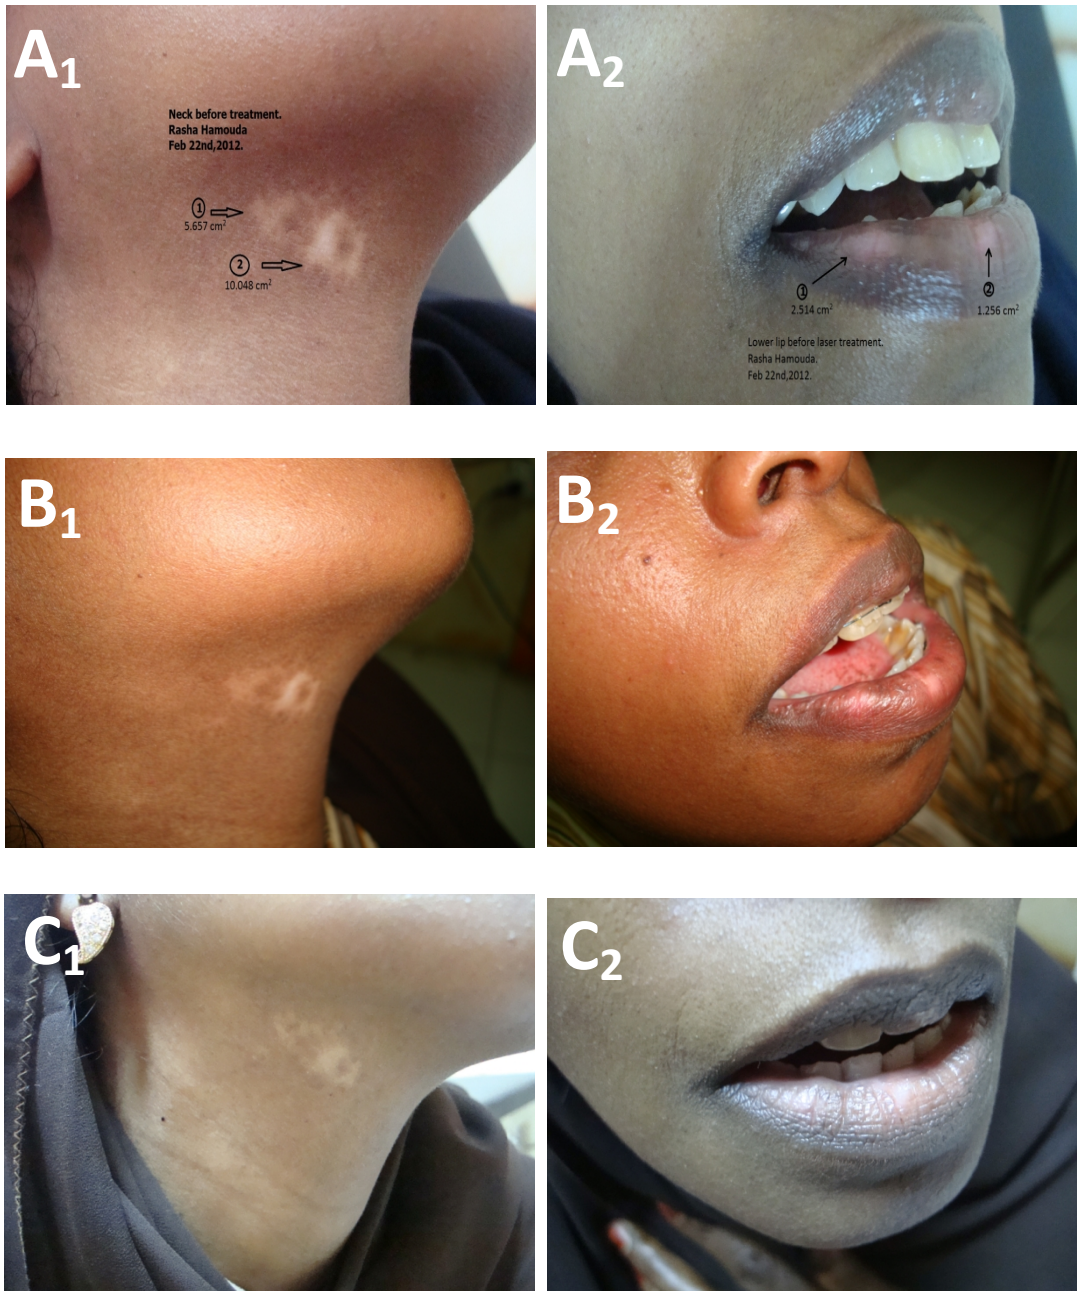 A1
Neck before treatment.
Rasha Hamouda
Feb 22nd,2012.
1
5.657 cm²
2
10.048 cm²
A2
1
2.514 cm²
2
1.256 cm²
Lower lip before laser treatment.
Rasha Hamouda.
Feb 22nd,2012.
B1
B2
C1
C2